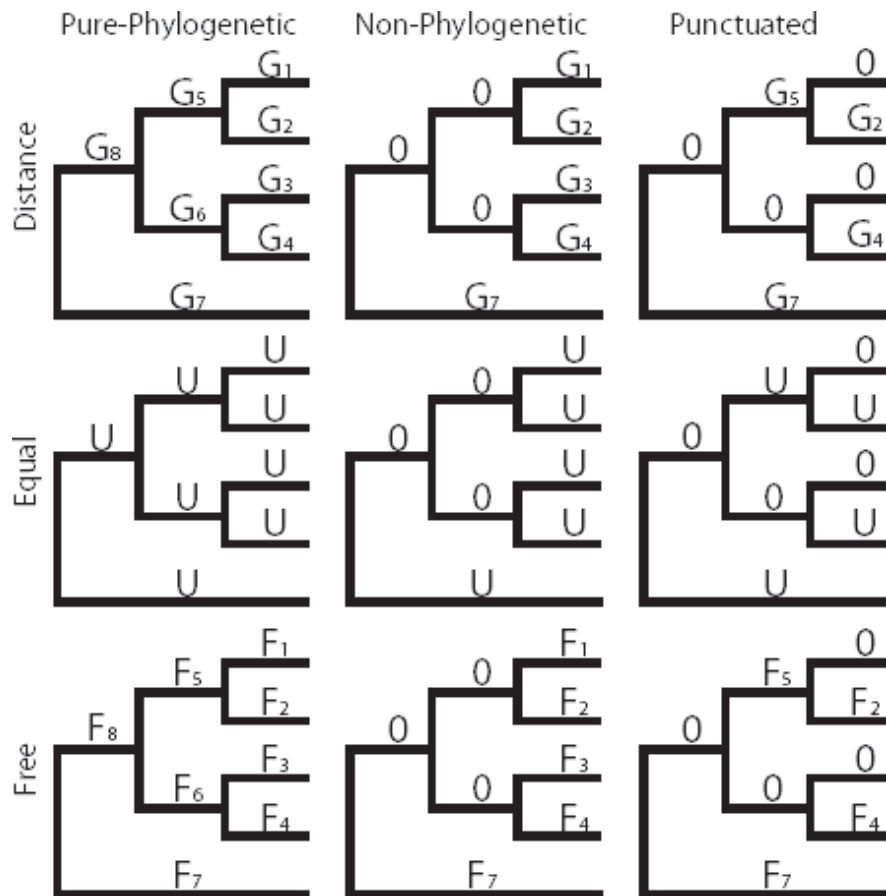 Pure-Phylogenetic Non-Phylogenetic Punctuated
Distance
G₈ G₅ G₁ G₂ G₆ G₃ G₄ G₇
0 0 G₁ G₂ 0 G₃ G₄ G₇
0 G₅ 0 G₂ 0 0 G₄ G₇
Equal
U U U U U U U U
0 0 U U 0 U U U
0 U 0 U 0 0 U U
Free
F₈ F₅ F₁ F₂ F₆ F₃ F₄ F₇
0 0 F₁ F₂ 0 F₃ F₄ F₇
0 F₅ 0 F₂ 0 0 F₄ F₇